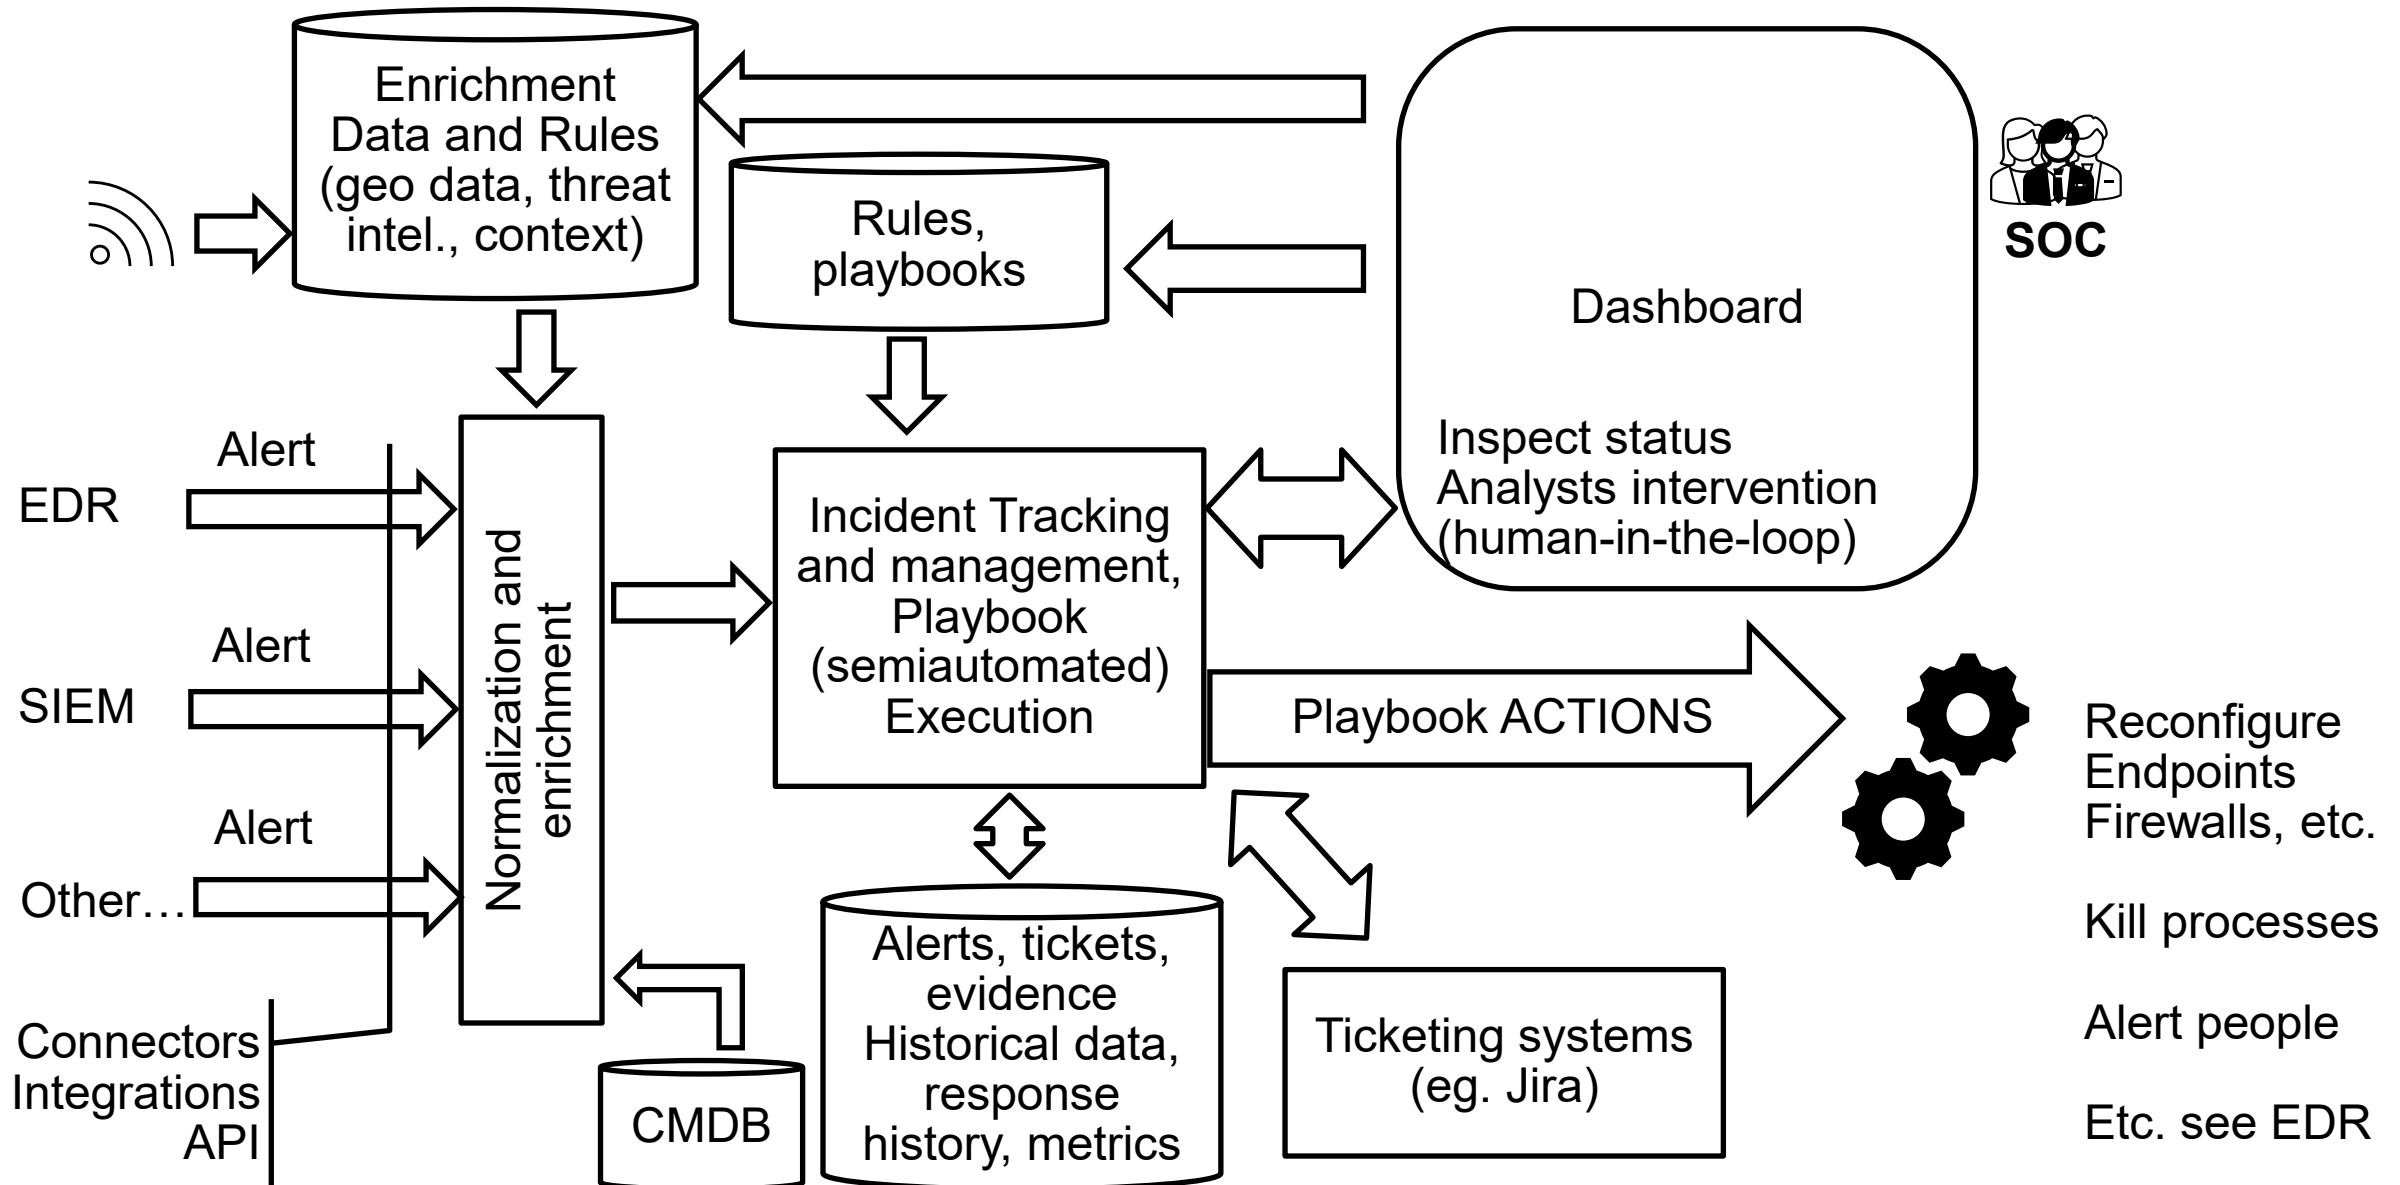 Enrichment
Data and Rules
(geo data, threat
intel., context)
Rules,
playbooks
Dashboard
Inspect status
Analysts intervention
(human-in-the-loop)
SOC
EDR
Alert
SIEM
Alert
Other…
Alert
Connectors
Integrations
API
Normalization and
enrichment
Incident Tracking
and management,
Playbook
(semiautomated)
Execution
Playbook ACTIONS
Reconfigure
Endpoints
Firewalls, etc.
Kill processes
Alert people
Etc. see EDR
CMDB
Alerts, tickets,
evidence
Historical data,
response
history, metrics
Ticketing systems
(eg. Jira)